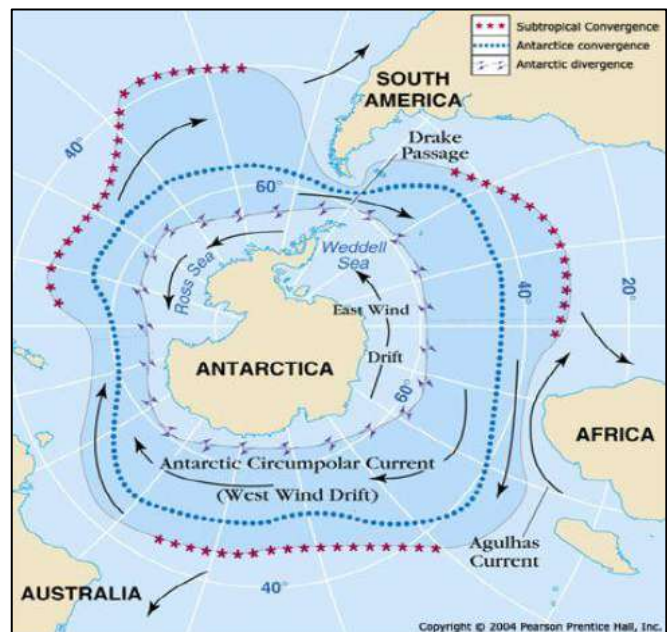 Subtropical Convergence
Antarctice convergence
Antarctic divergence
SOUTH
AMERICA
Drake
Passage
40°
60°
Ross Sea
Weddell
Sea
40°
20°
East Wind
Drift
ANTARCTICA
60°
AFRICA
Antarctic Circumpolar Current
(West Wind Drift)
Agulhas
Current
AUSTRALIA
40°
Copyright © 2004 Pearson Prentice Hall, Inc.